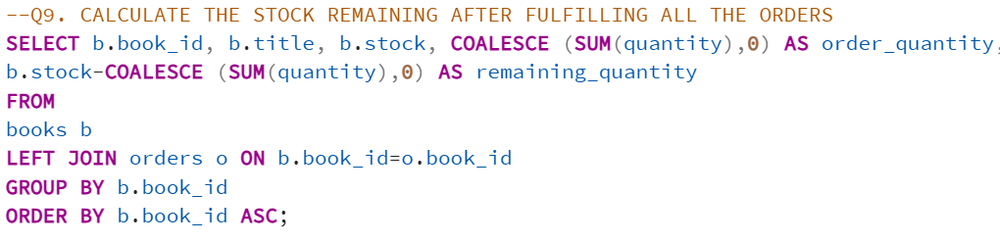 --Q9. CALCULATE THE STOCK REMAINING AFTER FULFILLING ALL THE ORDERS
SELECT b.book_id, b.title, b.stock, COALESCE (SUM(quantity),0) AS order_quantity,
b.stock-COALESCE (SUM(quantity),0) AS remaining_quantity
FROM
books b
LEFT JOIN orders o ON b.book_id=o.book_id
GROUP BY b.book_id
ORDER BY b.book_id ASC;